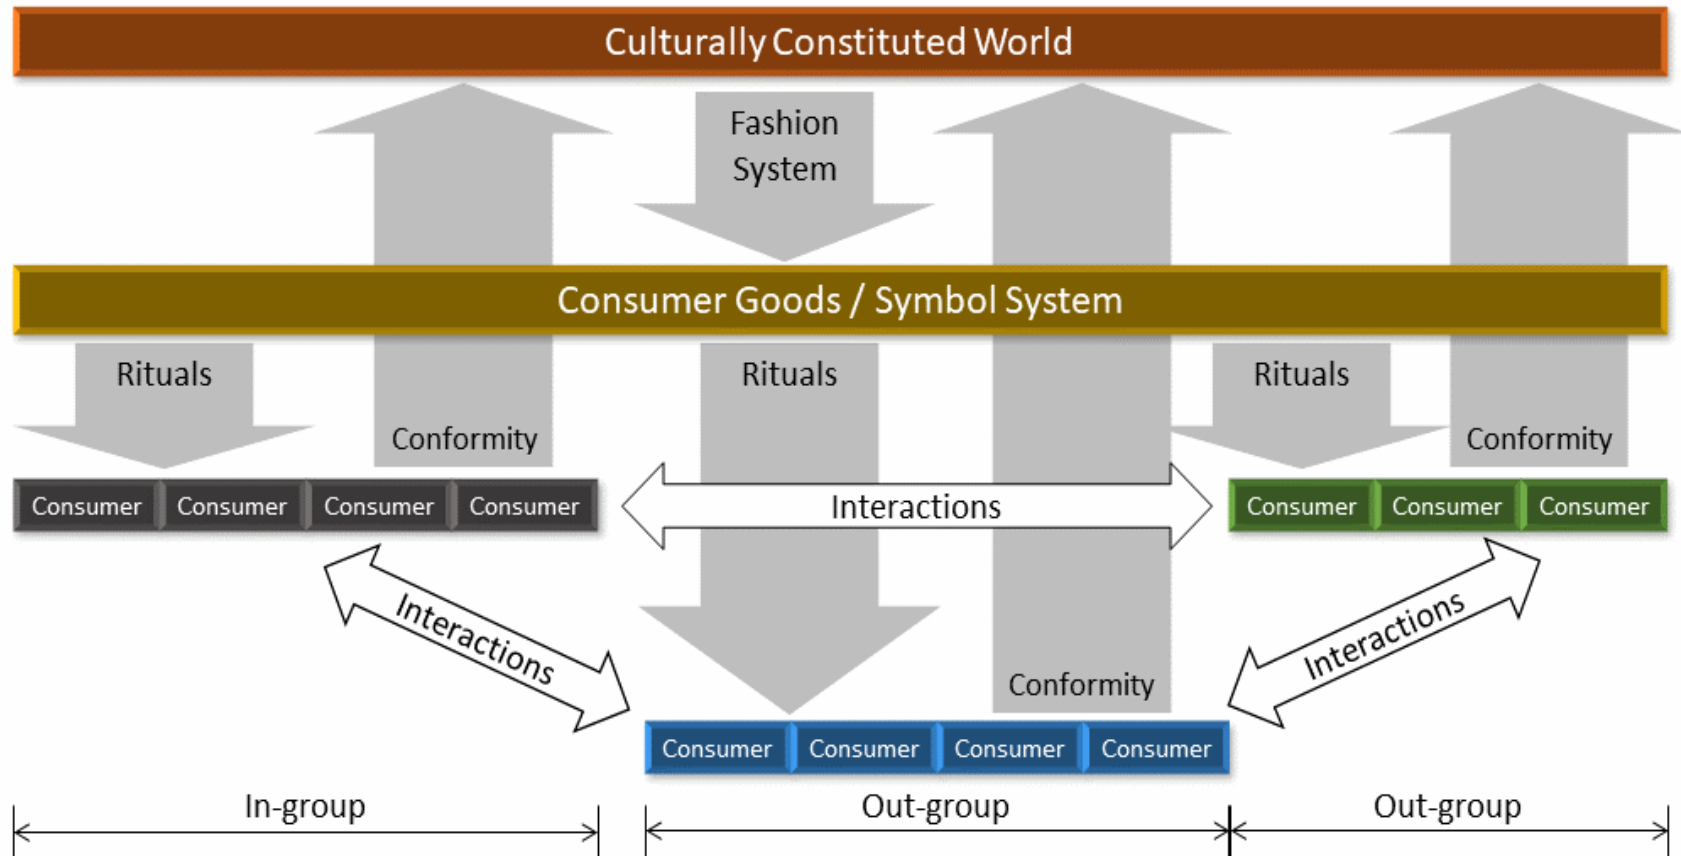 Culturally Constituted World
Fashion
System
Consumer Goods / Symbol System
Rituals
Rituals
Rituals
Conformity
Conformity
Consumer Consumer Consumer Consumer
Interactions
Consumer Consumer Consumer
Interactions
Interactions
Conformity
Consumer Consumer Consumer Consumer
In-group
Out-group
Out-group